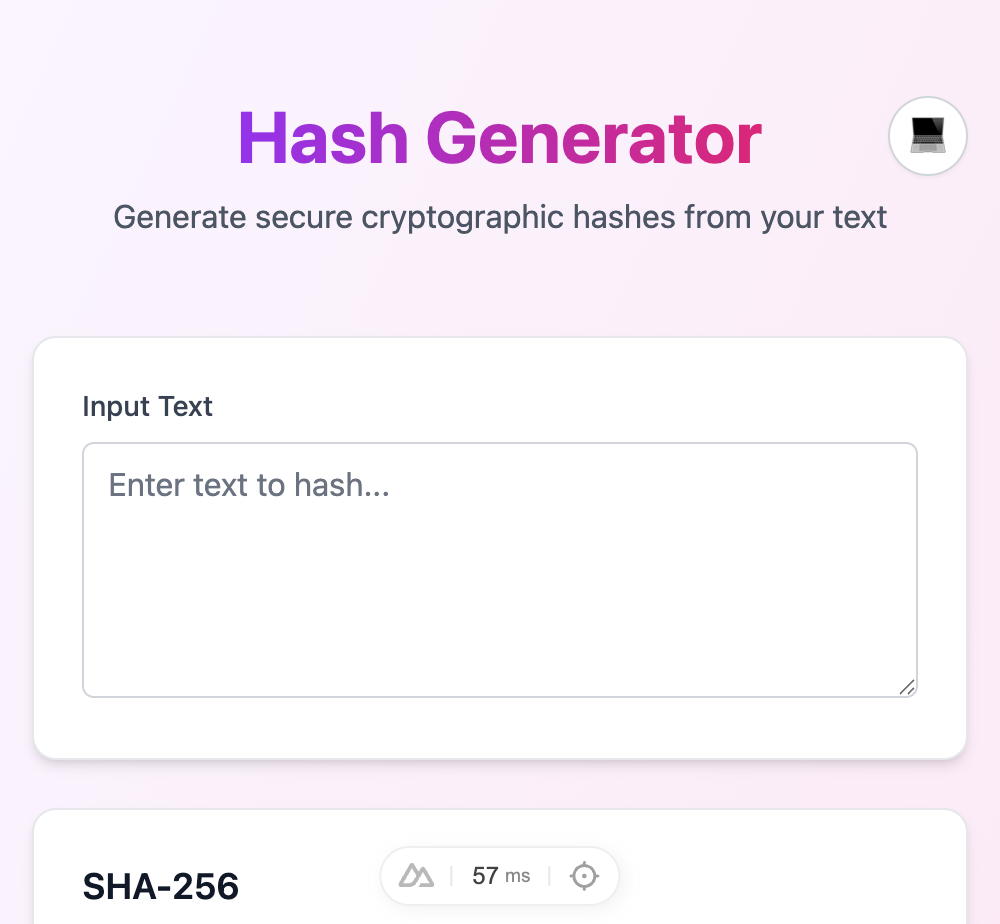 Hash Generator
Generate secure cryptographic hashes from your text
Input Text
Enter text to hash...
SHA-256
57 ms